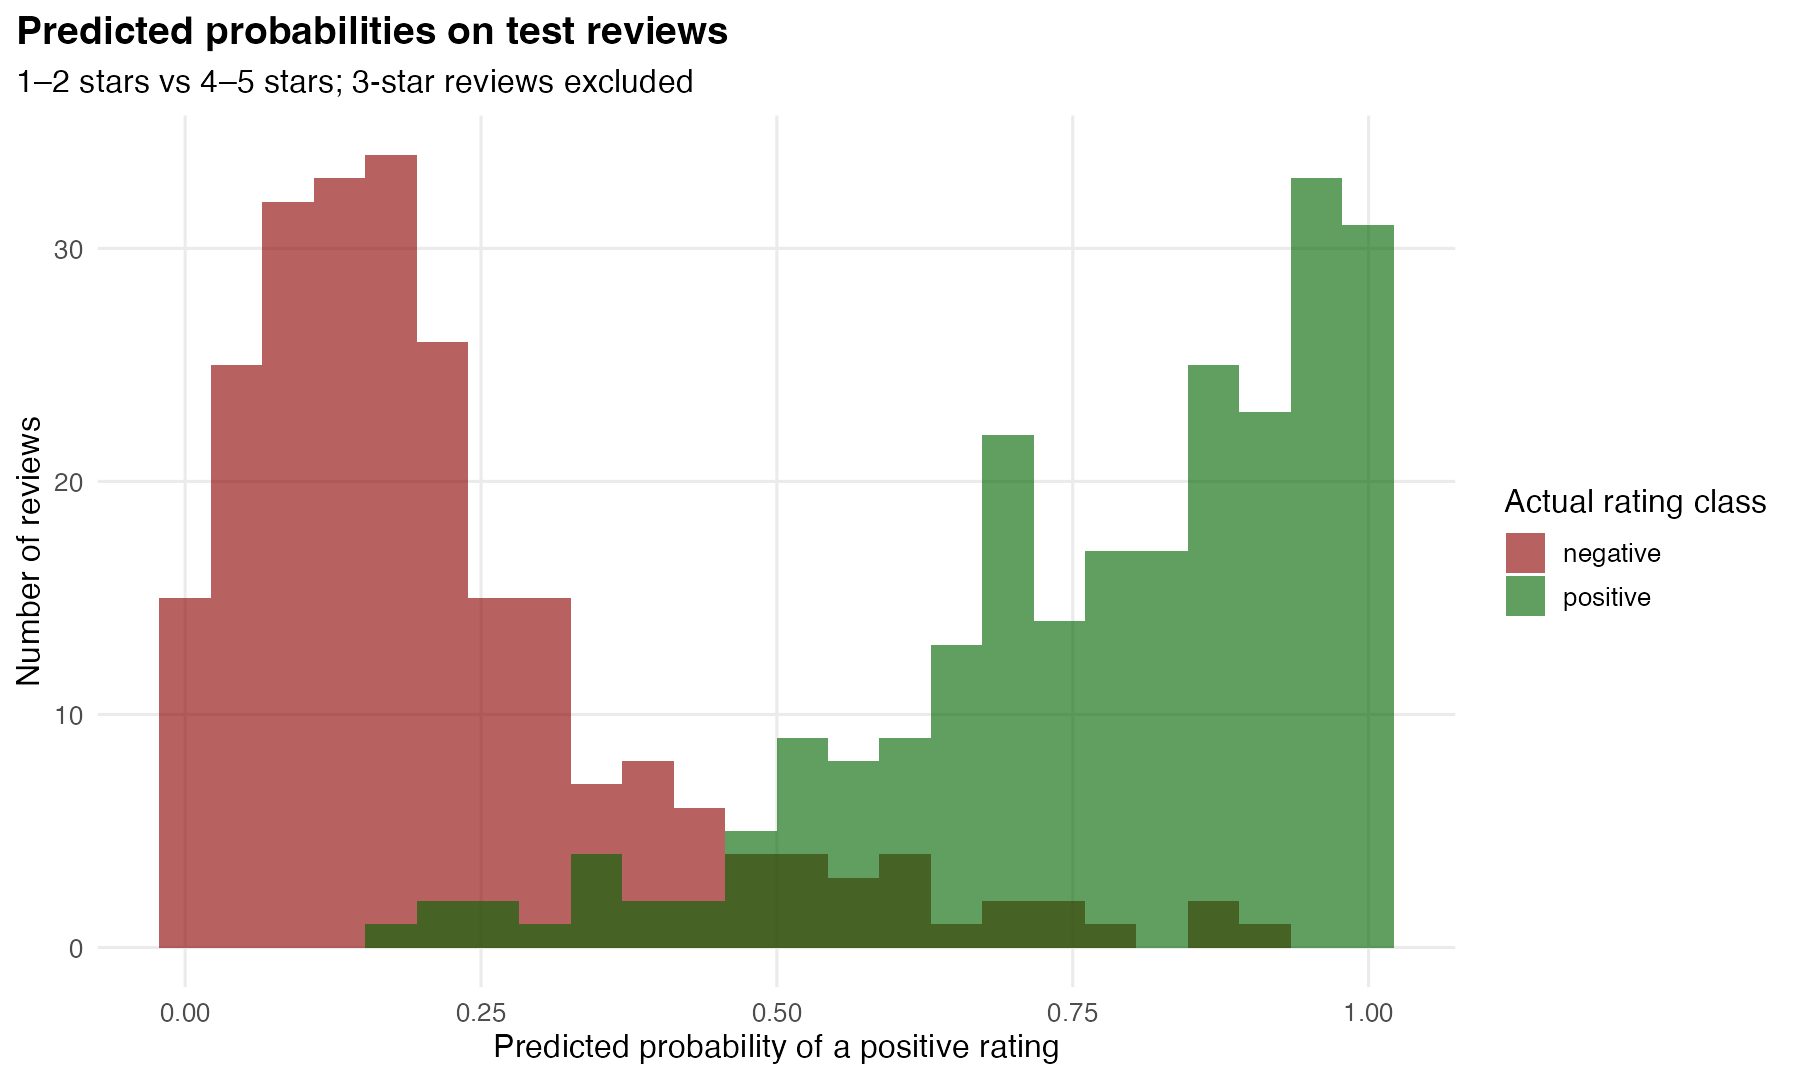 Predicted probabilities on test reviews
1–2 stars vs 4–5 stars; 3-star reviews excluded
Number of reviews
30
20
10
0
0.00
0.25
0.50
0.75
1.00
Predicted probability of a positive rating
Actual rating class
negative
positive